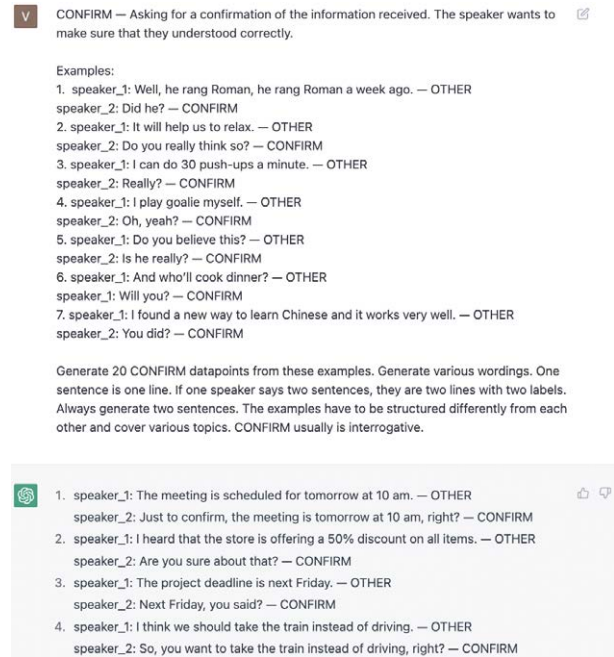 V
CONFIRM — Asking for a confirmation of the information received. The speaker wants to
make sure that they understood correctly.
Examples:
1. speaker_1: Well, he rang Roman, he rang Roman a week ago. — OTHER
speaker_2: Did he? — CONFIRM
2. speaker_1: It will help us to relax. — OTHER
speaker_2: Do you really think so? — CONFIRM
3. speaker_1: I can do 30 push-ups a minute. — OTHER
speaker_2: Really? — CONFIRM
4. speaker_1: I play goalie myself. — OTHER
speaker_2: Oh, yeah? — CONFIRM
5. speaker_1: Do you believe this? — OTHER
speaker_2: Is he really? — CONFIRM
6. speaker_1: And who’ll cook dinner? — OTHER
speaker_1: Will you? — CONFIRM
7. speaker_1: I found a new way to learn Chinese and it works very well. — OTHER
speaker_2: You did? — CONFIRM
Generate 20 CONFIRM datapoints from these examples. Generate various wordings. One
sentence is one line. If one speaker says two sentences, they are two lines with two labels.
Always generate two sentences. The examples have to be structured differently from each
other and cover various topics. CONFIRM usually is interrogative.
1. speaker_1: The meeting is scheduled for tomorrow at 10 am. — OTHER
speaker_2: Just to confirm, the meeting is tomorrow at 10 am, right? — CONFIRM
2. speaker_1: I heard that the store is offering a 50% discount on all items. — OTHER
speaker_2: Are you sure about that? — CONFIRM
3. speaker_1: The project deadline is next Friday. — OTHER
speaker_2: Next Friday, you said? — CONFIRM
4. speaker_1: I think we should take the train instead of driving. — OTHER
speaker_2: So, you want to take the train instead of driving, right? — CONFIRM